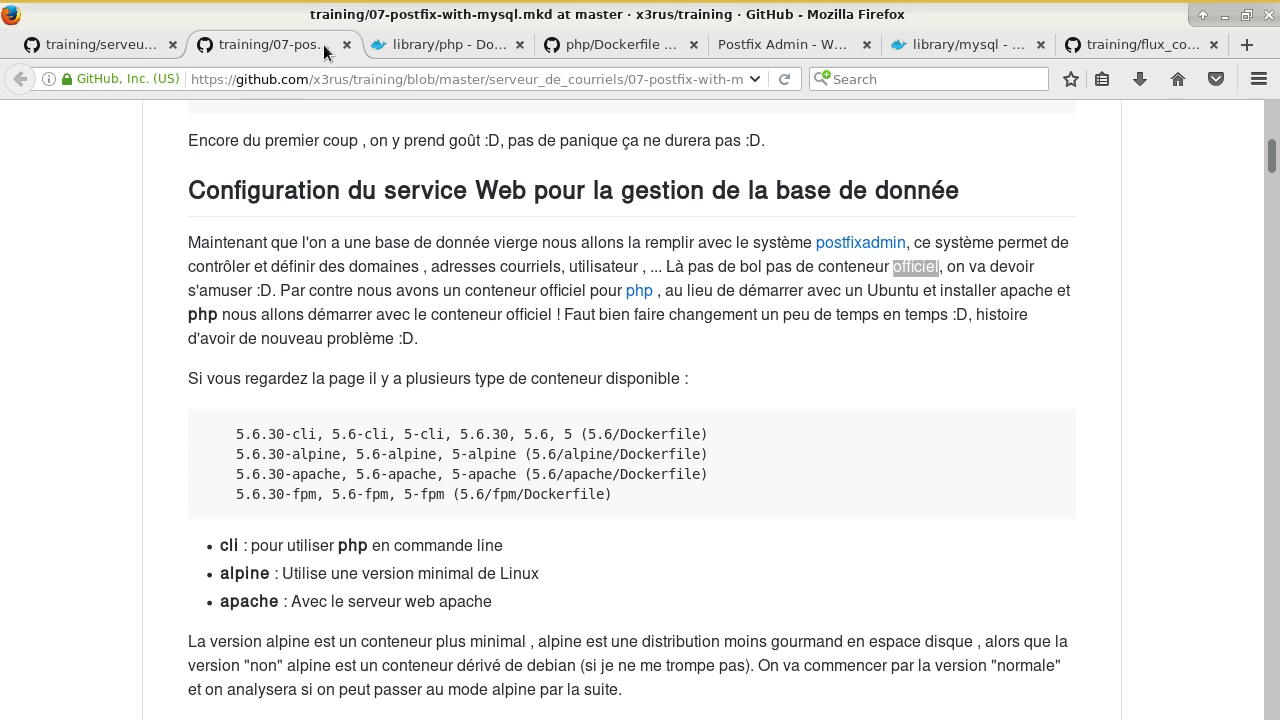 training/07-postfix-with-mysql.mkd at master · x3rus/training · GitHub - Mozilla Firefox
training/serveu... training/07-pos... library/php - Do... php/Dockerfile ... Postfix Admin - W... library/mysql - ... training/flux_co...
GitHub, Inc. (US) https://github.com/x3rus/training/blob/master/serveur_de_courriels/07-postfix-with-m Search
Encore du premier coup , on y prend goût :D, pas de panique ça ne durera pas :D.
Configuration du service Web pour la gestion de la base de donnée
Maintenant que l'on a une base de donnée vierge nous allons la remplir avec le système postfixadmin, ce système permet de
contrôler et définir des domaines , adresses courriels, utilisateur , ... Là pas de bol pas de conteneur officiel, on va devoir
s'amuser :D. Par contre nous avons un conteneur officiel pour php , au lieu de démarrer avec un Ubuntu et installer apache et
php nous allons démarrer avec le conteneur officiel ! Faut bien faire changement un peu de temps en temps :D, histoire
d'avoir de nouveau problème :D.
Si vous regardez la page il y a plusieurs type de conteneur disponible :
5.6.30-cli, 5.6-cli, 5-cli, 5.6.30, 5.6, 5 (5.6/Dockerfile)
5.6.30-alpine, 5.6-alpine, 5-alpine (5.6/alpine/Dockerfile)
5.6.30-apache, 5.6-apache, 5-apache (5.6/apache/Dockerfile)
5.6.30-fpm, 5.6-fpm, 5-fpm (5.6/fpm/Dockerfile)
• cli : pour utiliser php en commande line
• alpine : Utilise une version minimal de Linux
• apache : Avec le serveur web apache
La version alpine est un conteneur plus minimal , alpine est une distribution moins gourmand en espace disque , alors que la
version "non" alpine est un conteneur dérivé de debian (si je ne me trompe pas). On va commencer par la version "normale"
et on analysera si on peut passer au mode alpine par la suite.